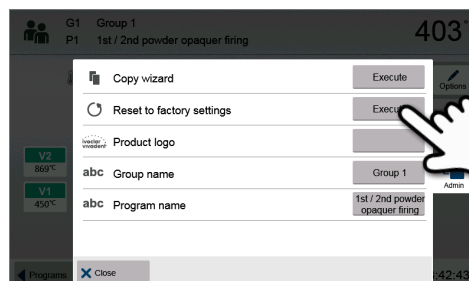 G1 Group 1
P1 1st / 2nd powder opaquer firing
403°
Copy wizard
Execute
Options
Reset to factory settings
ivoclar vivadent
Product logo
V2
869°C
abc Group name
Group 1
Admin
V1
450°C
abc Program name
1st / 2nd powder
opaquer firing
Programs
Close
:42:43